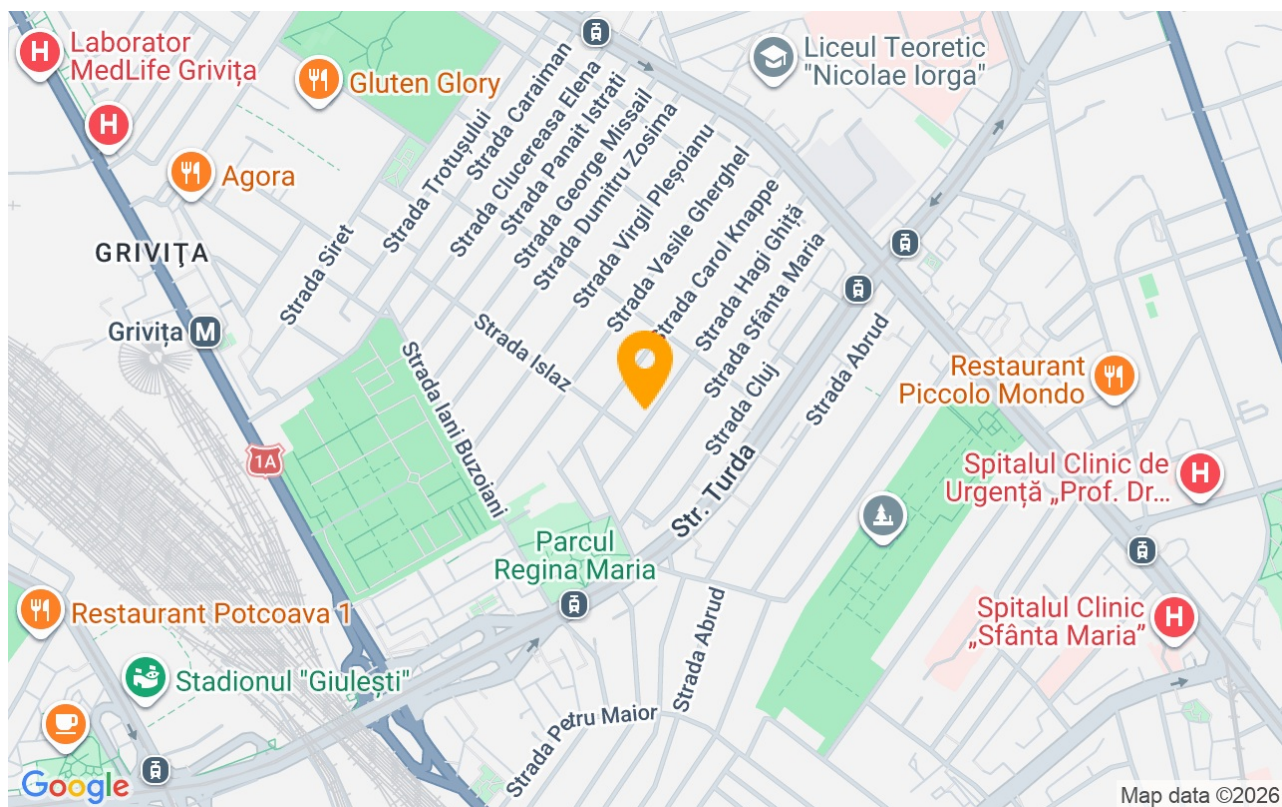 Laborator
MedLife Grivița
Gluten Glory
Agora
GRIVIȚA
Grivița
M
Strada Siret
Strada Trotușului
Strada Caraiman
Strada Clucereasa Elena
Strada Panait Istrati
Strada George Missail
Strada Dumitru Zosima
Strada Virgil Pleșoianu
Strada Vasile Gherghel
Strada Carol Knappe
Strada Hagi Ghiță
Strada Sfânta Maria
Strada Cluj
Strada Abrud
Liceul Teoretic
"Nicolae Iorga"
Strada Islaz
Strada Iani Buzoiani
Restaurant
Piccolo Mondo
1A
Str. Turda
Spitalul Clinic de
Urgență „Prof. Dr...
Parcul
Regina Maria
Restaurant Potcoava 1
Spitalul Clinic
„Sfânta Maria”
Stadionul "Giulești"
Strada Abrud
Strada Petru Maior
H
H
H
H
Google
Map data ©2026